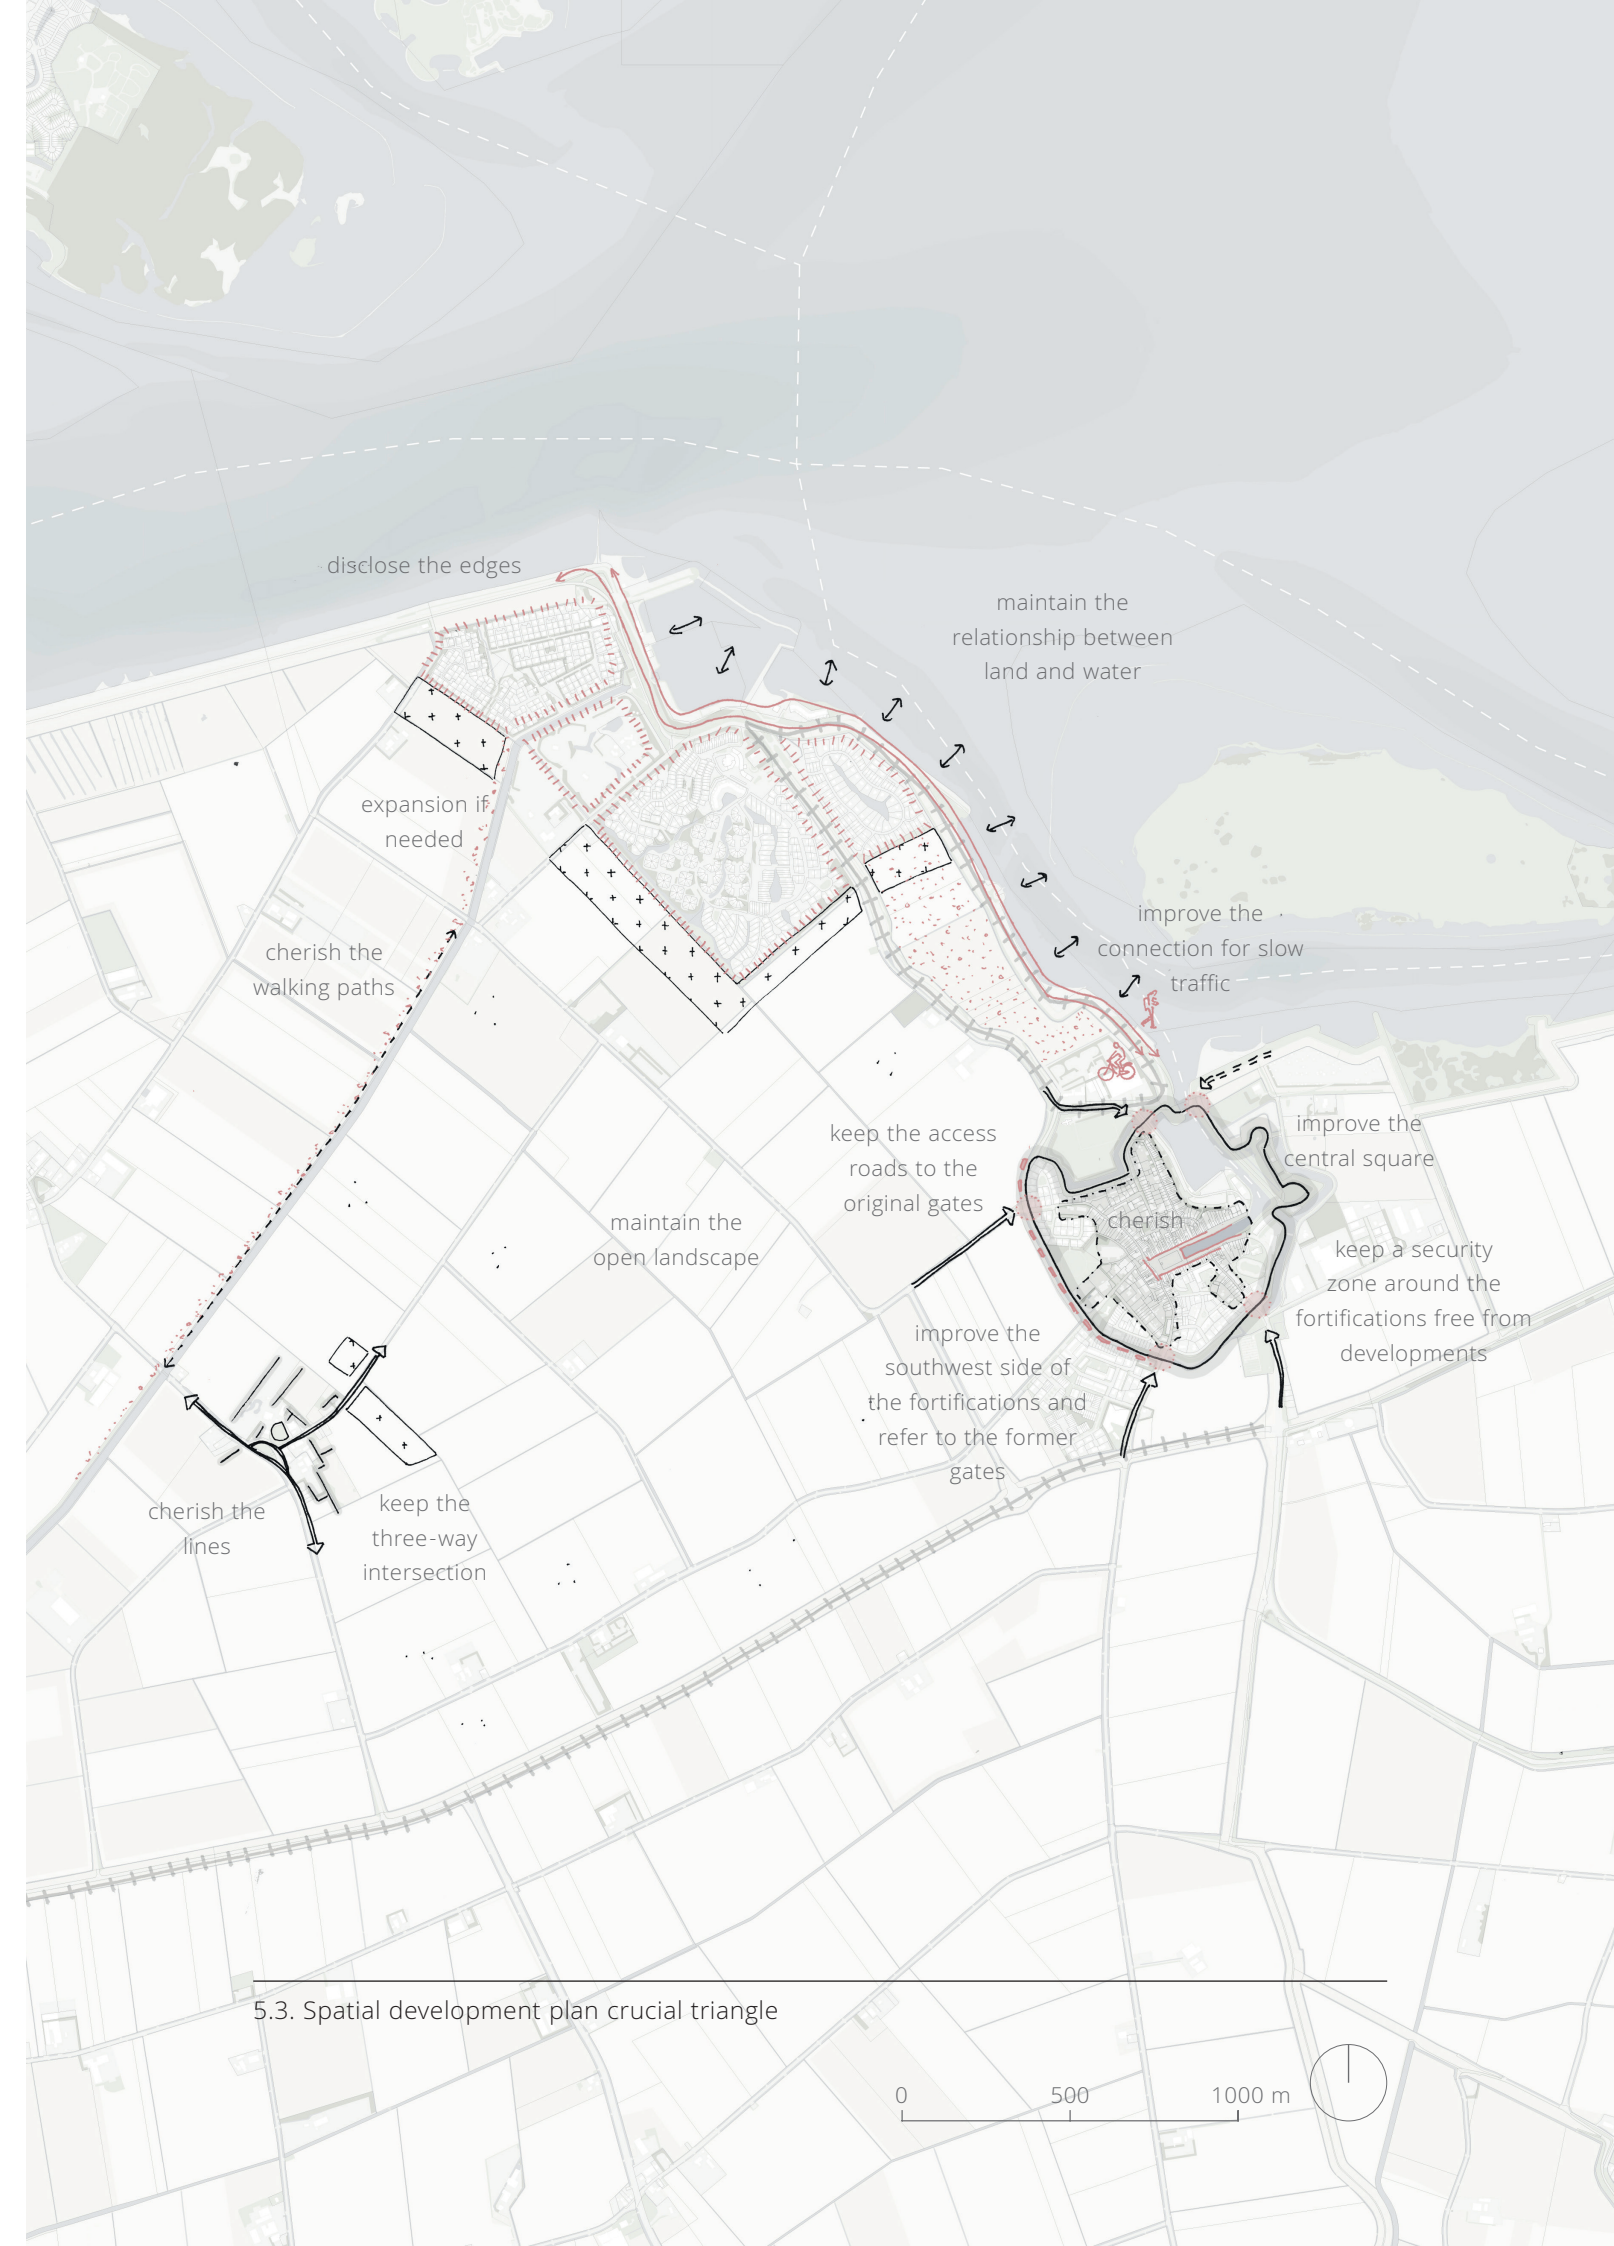 disclose the edges
maintain the
relationship between
land and water
expansion if
needed
improve the
connection for slow
traffic
cherish the
walking paths
improve the
central square
keep the access
roads to the
original gates
cherish
maintain the
open landscape
keep a security
zone around the
fortifications free from
developments
improve the
southwest side of
the fortifications and
refer to the former
gates
cherish the
lines
keep the
three-way
intersection
5.3. Spatial development plan crucial triangle
0 500 1000 m